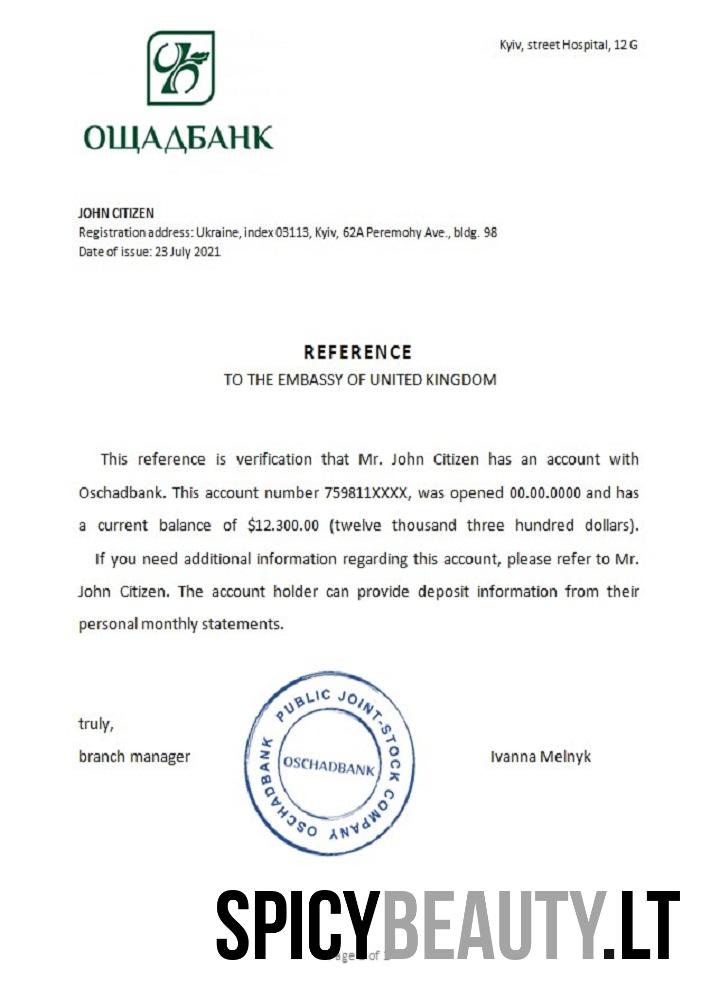 Kyiv, street Hospital, 12 G
ОЩАДБАНК
JOHN CITIZEN
Registration address: Ukraine, index 03113, Kyiv, 62A Peremohy Ave., bldg. 98
Date of issue: 23 July 2021
REFERENCE
TO THE EMBASSY OF UNITED KINGDOM
This reference is verification that Mr. John Citizen has an account with
Oschadbank. This account number 759811XXXX, was opened 00.00.0000 and has
a current balance of $12.300.00 (twelve thousand three hundred dollars).
If you need additional information regarding this account, please refer to Mr.
John Citizen. The account holder can provide deposit information from their
personal monthly statements.
truly,
branch manager
PUBLIC JOINT-STOCK COMPANY OSCHADBANK
OSCHADBANK
Ivanna Melnyk
SPICYBEAUTY.LT
of